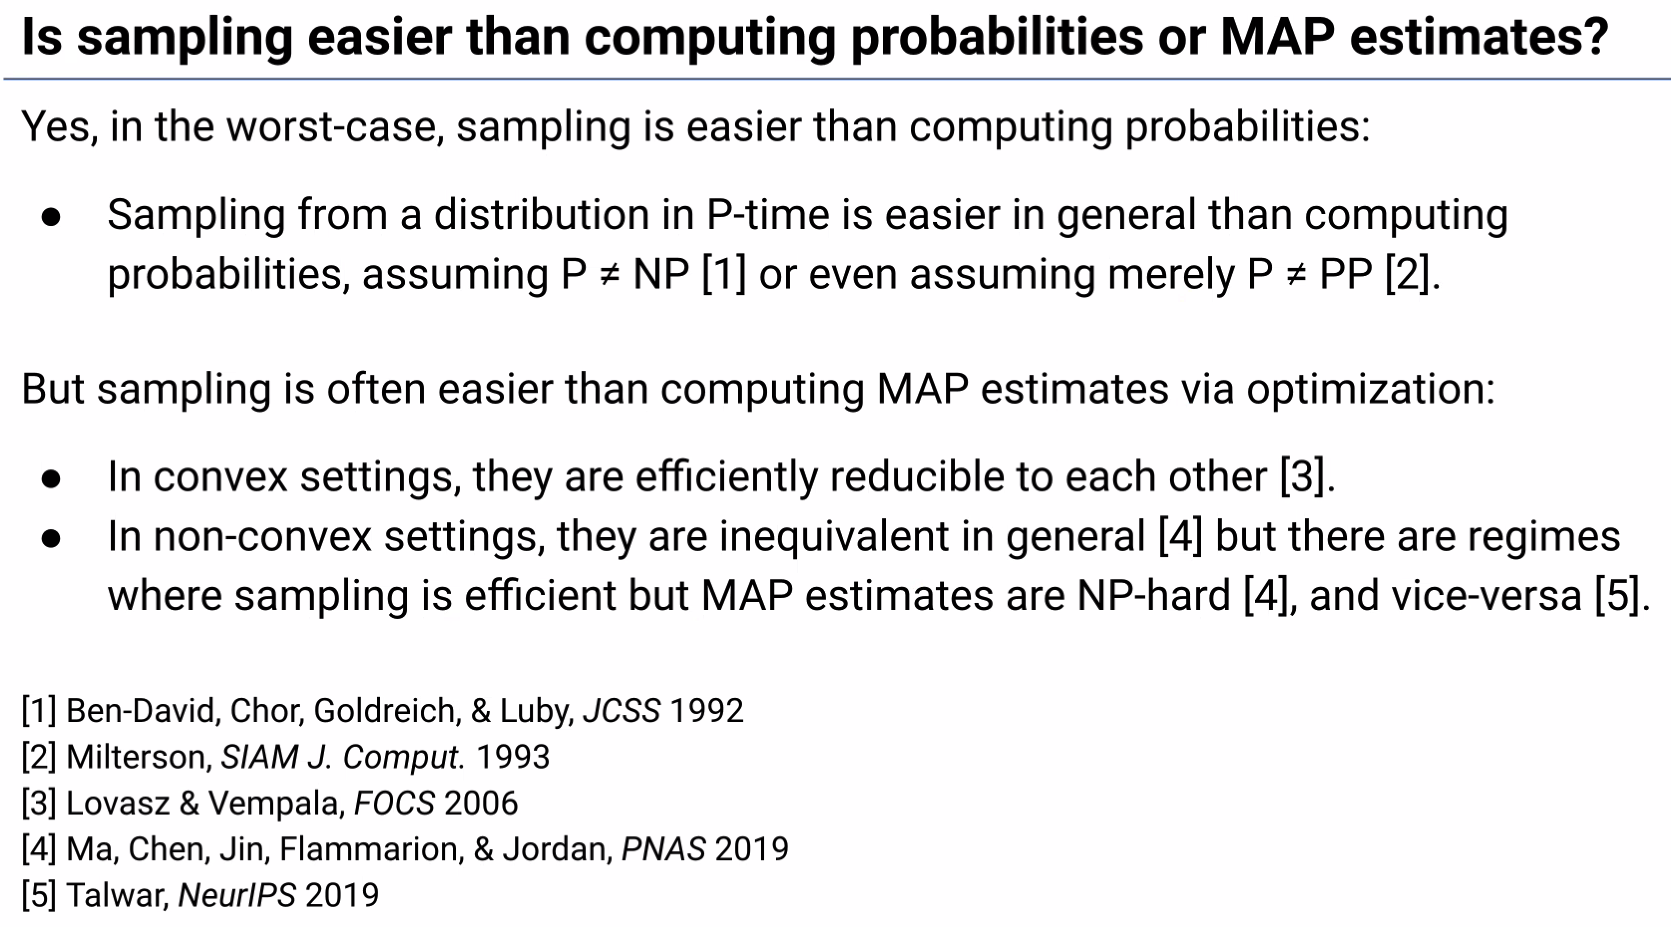 Is sampling easier than computing probabilities or MAP estimates?
Yes, in the worst-case, sampling is easier than computing probabilities:
● Sampling from a distribution in P-time is easier in general than computing
probabilities, assuming P ≠ NP [1] or even assuming merely P ≠ PP [2].
But sampling is often easier than computing MAP estimates via optimization:
● In convex settings, they are efficiently reducible to each other [3].
● In non-convex settings, they are inequivalent in general [4] but there are regimes
where sampling is efficient but MAP estimates are NP-hard [4], and vice-versa [5].
[1] Ben-David, Chor, Goldreich, & Luby, JCSS 1992
[2] Milterson, SIAM J. Comput. 1993
[3] Lovasz & Vempala, FOCS 2006
[4] Ma, Chen, Jin, Flammarion, & Jordan, PNAS 2019
[5] Talwar, NeurIPS 2019